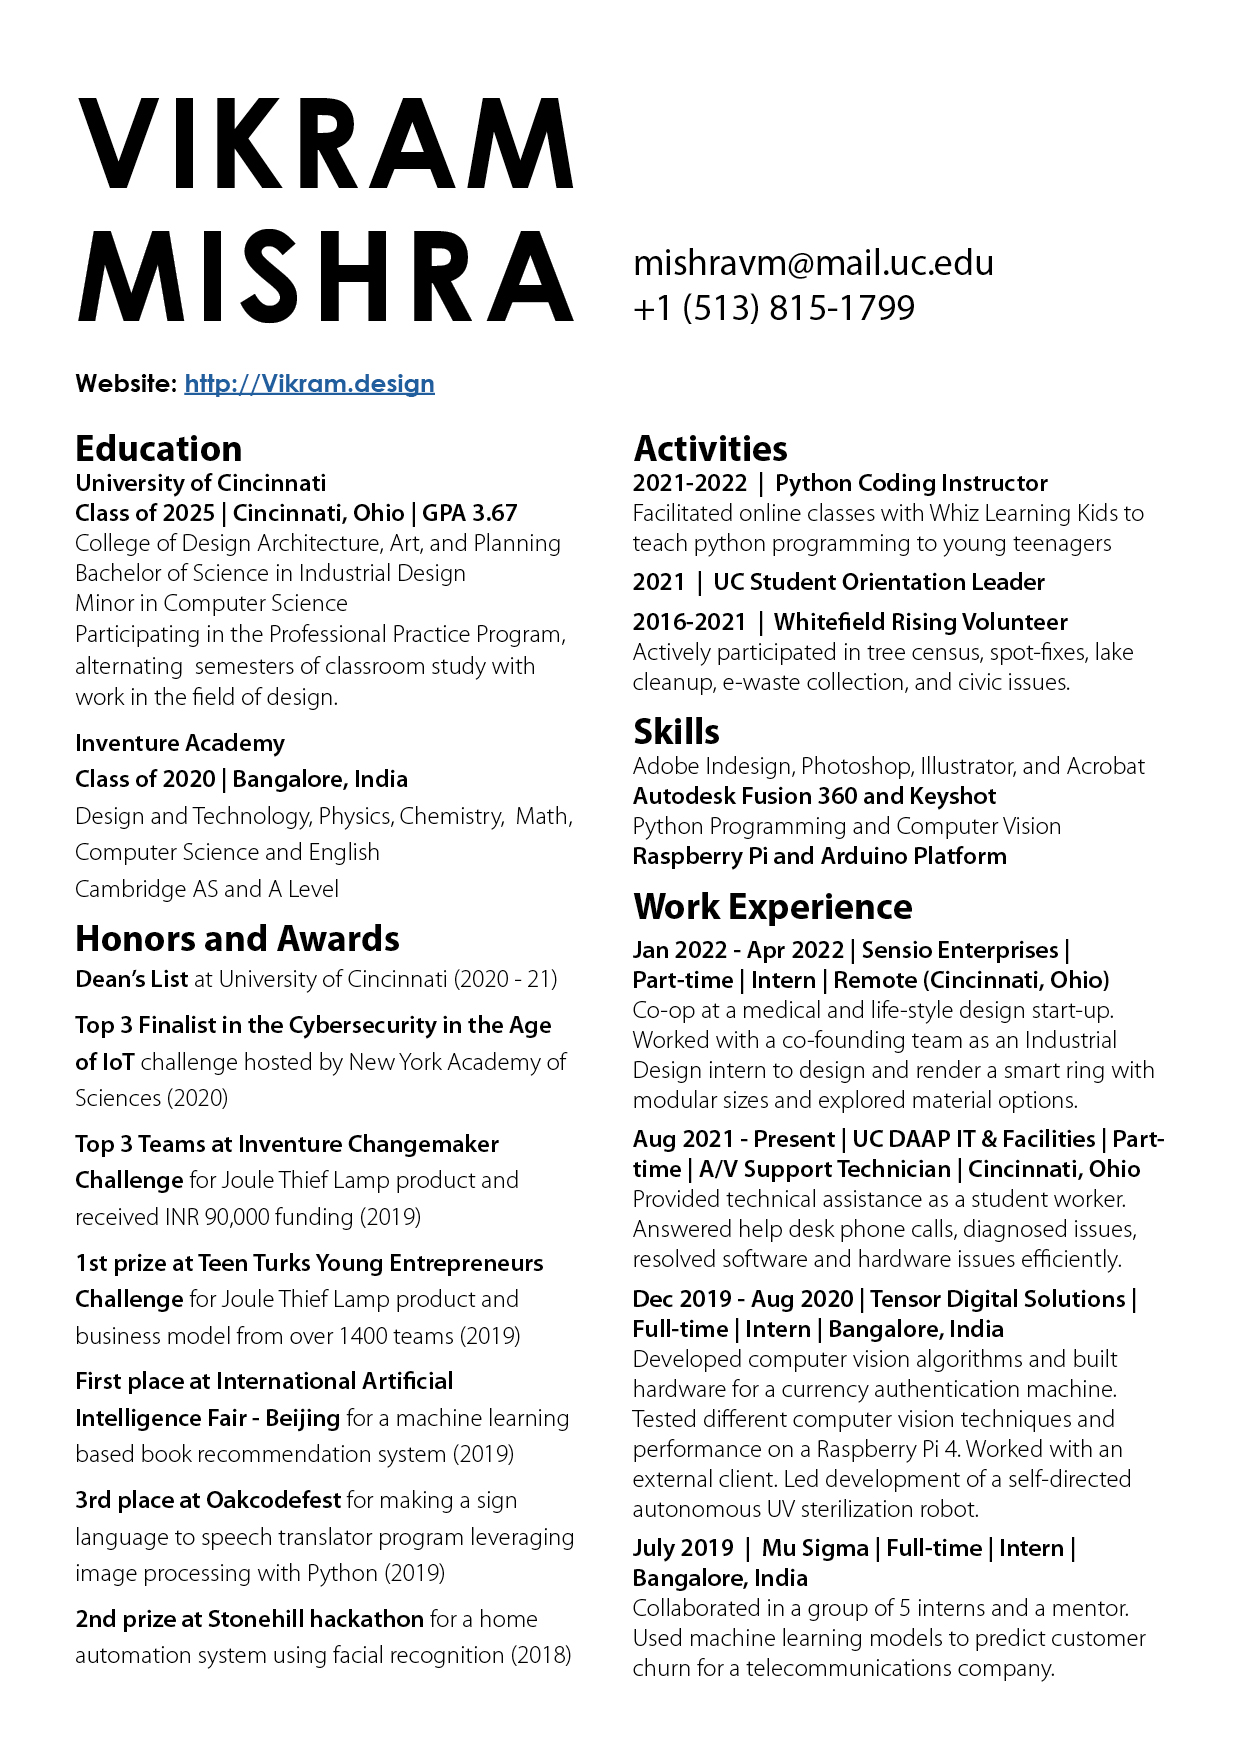 VIKRAM
MISHRA
mishravm@mail.uc.edu
+1 (513) 815-1799
Website: http://Vikram.design
Education
University of Cincinnati
Class of 2025 | Cincinnati, Ohio | GPA 3.67
College of Design Architecture, Art, and Planning
Bachelor of Science in Industrial Design
Minor in Computer Science
Participating in the Professional Practice Program,
alternating  semesters of classroom study with
work in the field of design.
Inventure Academy
Class of 2020 | Bangalore, India
Design and Technology, Physics, Chemistry,  Math,
Computer Science and English
Cambridge AS and A Level
Honors and Awards
Dean’s List at University of Cincinnati (2020 - 21)
Top 3 Finalist in the Cybersecurity in the Age
of IoT challenge hosted by New York Academy of
Sciences (2020)
Top 3 Teams at Inventure Changemaker
Challenge for Joule Thief Lamp product and
received INR 90,000 funding (2019)
1st prize at Teen Turks Young Entrepreneurs
Challenge for Joule Thief Lamp product and
business model from over 1400 teams (2019)
First place at International Artificial
Intelligence Fair - Beijing for a machine learning
based book recommendation system (2019)
3rd place at Oakcodefest for making a sign
language to speech translator program leveraging
image processing with Python (2019)
2nd prize at Stonehill hackathon for a home
automation system using facial recognition (2018)
Activities
2021-2022  |  Python Coding Instructor
Facilitated online classes with Whiz Learning Kids to
teach python programming to young teenagers
2021  |  UC Student Orientation Leader
2016-2021  |  Whitefield Rising Volunteer
Actively participated in tree census, spot-fixes, lake
cleanup, e-waste collection, and civic issues.
Skills
Adobe Indesign, Photoshop, Illustrator, and Acrobat
Autodesk Fusion 360 and Keyshot
Python Programming and Computer Vision
Raspberry Pi and Arduino Platform
Work Experience
Jan 2022 - Apr 2022 | Sensio Enterprises |
Part-time | Intern | Remote (Cincinnati, Ohio)
Co-op at a medical and life-style design start-up.
Worked with a co-founding team as an Industrial
Design intern to design and render a smart ring with
modular sizes and explored material options.
Aug 2021 - Present | UC DAAP IT & Facilities | Part-
time | A/V Support Technician | Cincinnati, Ohio
Provided technical assistance as a student worker.
Answered help desk phone calls, diagnosed issues,
resolved software and hardware issues efficiently.
Dec 2019 - Aug 2020 | Tensor Digital Solutions |
Full-time | Intern | Bangalore, India
Developed computer vision algorithms and built
hardware for a currency authentication machine.
Tested different computer vision techniques and
performance on a Raspberry Pi 4. Worked with an
external client. Led development of a self-directed
autonomous UV sterilization robot.
July 2019  |  Mu Sigma | Full-time | Intern |
Bangalore, India
Collaborated in a group of 5 interns and a mentor.
Used machine learning models to predict customer
churn for a telecommunications company.